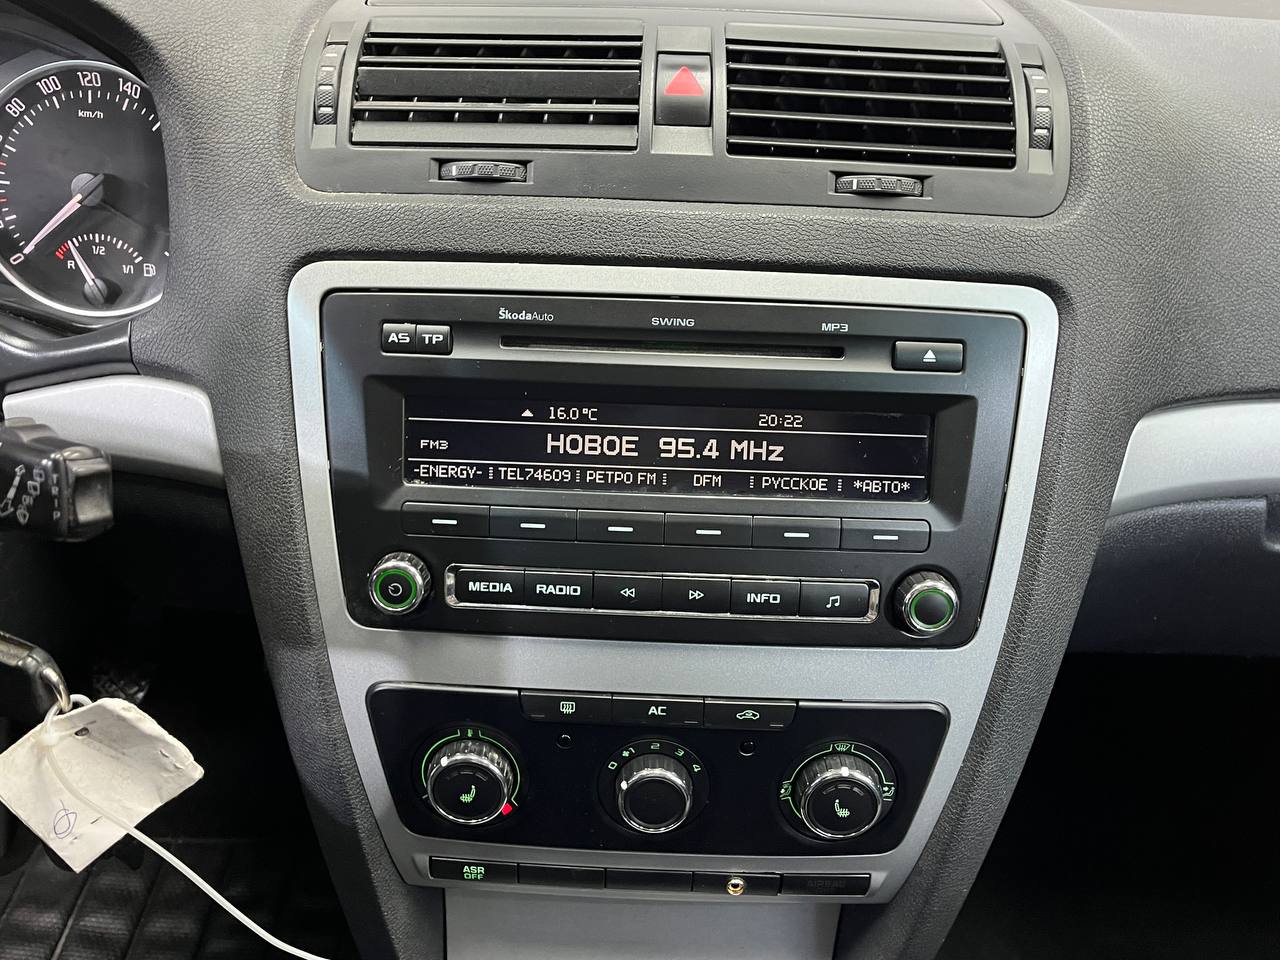 80 100 120 140
km/h
0
R 1/2 1/1
ŠkodaAuto SWING MP3
AS TP
16.0°C 20:22
FM3 НОВОЕ 95.4 MHz
-ENERGY- TEL74609 РЕТРО FM DFM РУССКОЕ *АВТО*
MEDIA RADIO INFO
AC
0 1 2 3 4
ASR
OFF
AIRBAG